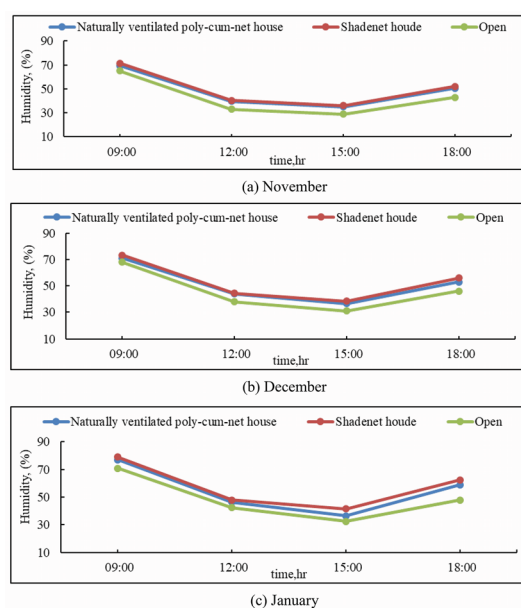 Naturally ventilated poly-cum-net house Shadenet houde Open
Humidity, (%)
90
70
50
30
10
09:00 12:00 15:00 18:00
time,hr
(a) November
Naturally ventilated poly-cum-net house Shadenet houde Open
Humidity, (%)
90
70
50
30
10
09:00 12:00 15:00 18:00
time,hr
(b) December
Naturally ventilated poly-cum-net house Shadenet houde Open
Humidity, (%)
90
70
50
30
10
09:00 12:00 15:00 18:00
time,hr
(c) January